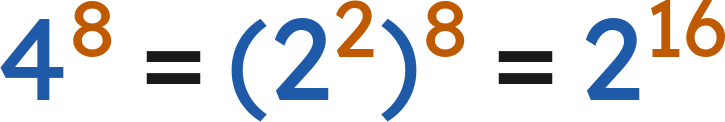 4⁸ = (2²)⁸ = 2¹⁶